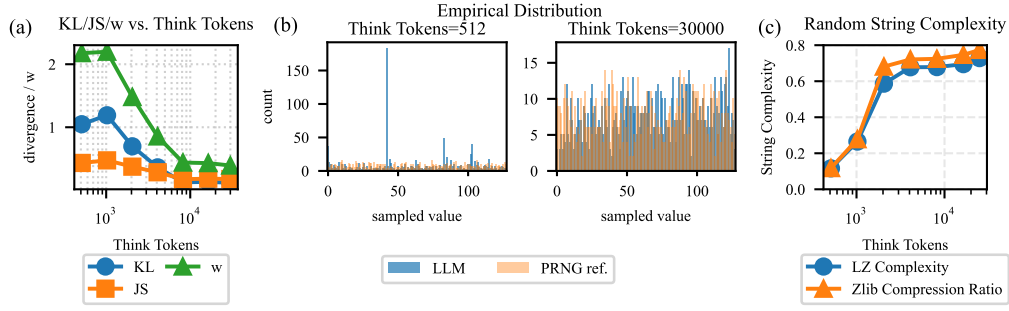 (a)
KL/JS/w vs. Think Tokens
divergence / w
2
1
10³
10⁴
Think Tokens
KL
w
JS
Empirical Distribution
(b)
Think Tokens=512
count
150
100
50
0
0
50
100
sampled value
Think Tokens=30000
15
10
5
0
0
50
100
sampled value
LLM
PRNG ref.
(c)
Random String Complexity
String Complexity
0.8
0.6
0.4
0.2
0.0
10³
10⁴
Think Tokens
LZ Complexity
Zlib Compression Ratio